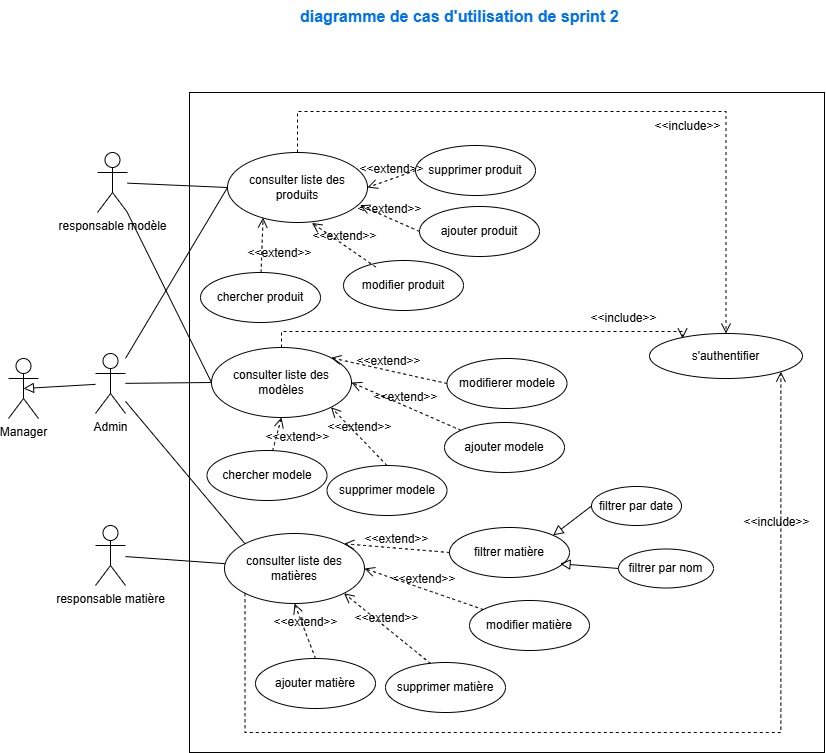 diagramme de cas d'utilisation de sprint 2
<<include>>
consulter liste des
produits
<<extend>>
supprimer produit
responsable modèle
<<extend>>
ajouter produit
<<extend>>
<<extend>>
modifier produit
chercher produit
<<include>>
s'authentifier
consulter liste des
modèles
<<extend>>
modifierer modele
<<extend>>
Manager
Admin
<<extend>>
<<extend>>
ajouter modele
chercher modele
supprimer modele
filtrer par date
<<include>>
<<extend>>
filtrer matière
consulter liste des
matières
filtrer par nom
<<extend>>
responsable matière
<<extend>>
<<extend>>
modifier matière
ajouter matière
supprimer matière